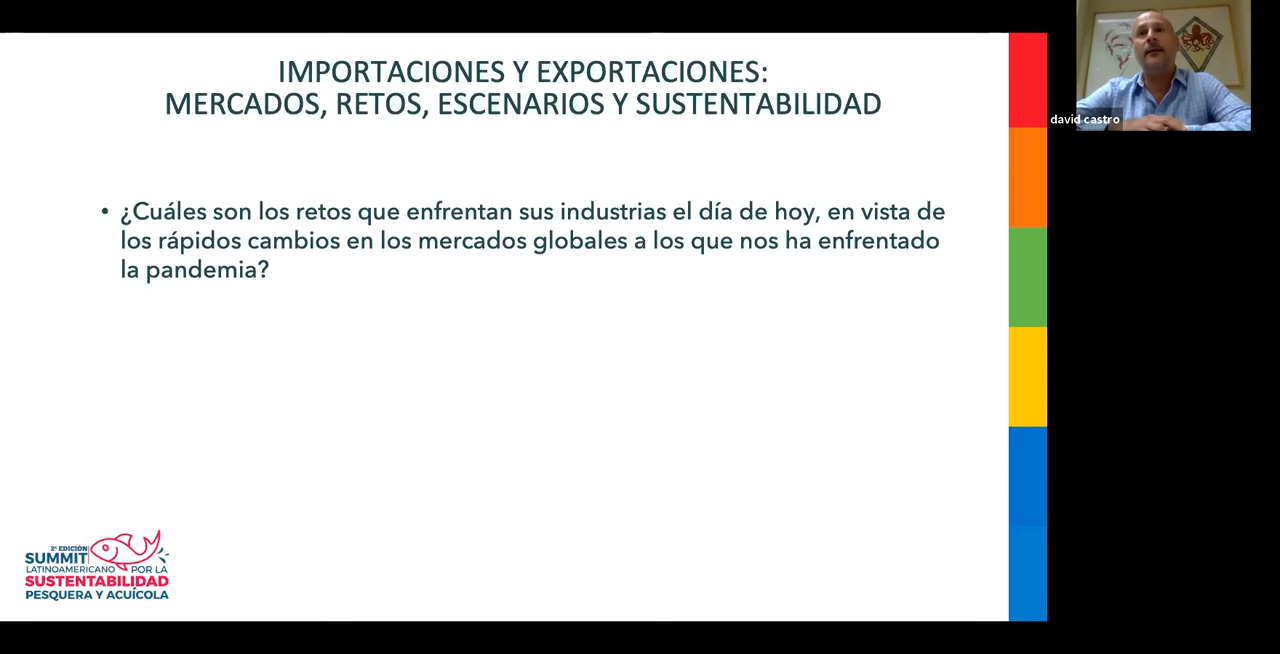 IMPORTACIONES Y EXPORTACIONES:
MERCADOS, RETOS, ESCENARIOS Y SUSTENTABILIDAD
david castro
• ¿Cuáles son los retos que enfrentan sus industrias el día de hoy, en vista de
los rápidos cambios en los mercados globales a los que nos ha enfrentado
la pandemia?
2ª EDICIÓN
SUMMIT
LATINOAMERICANO POR LA
SUSTENTABILIDAD
PESQUERA Y ACUÍCOLA